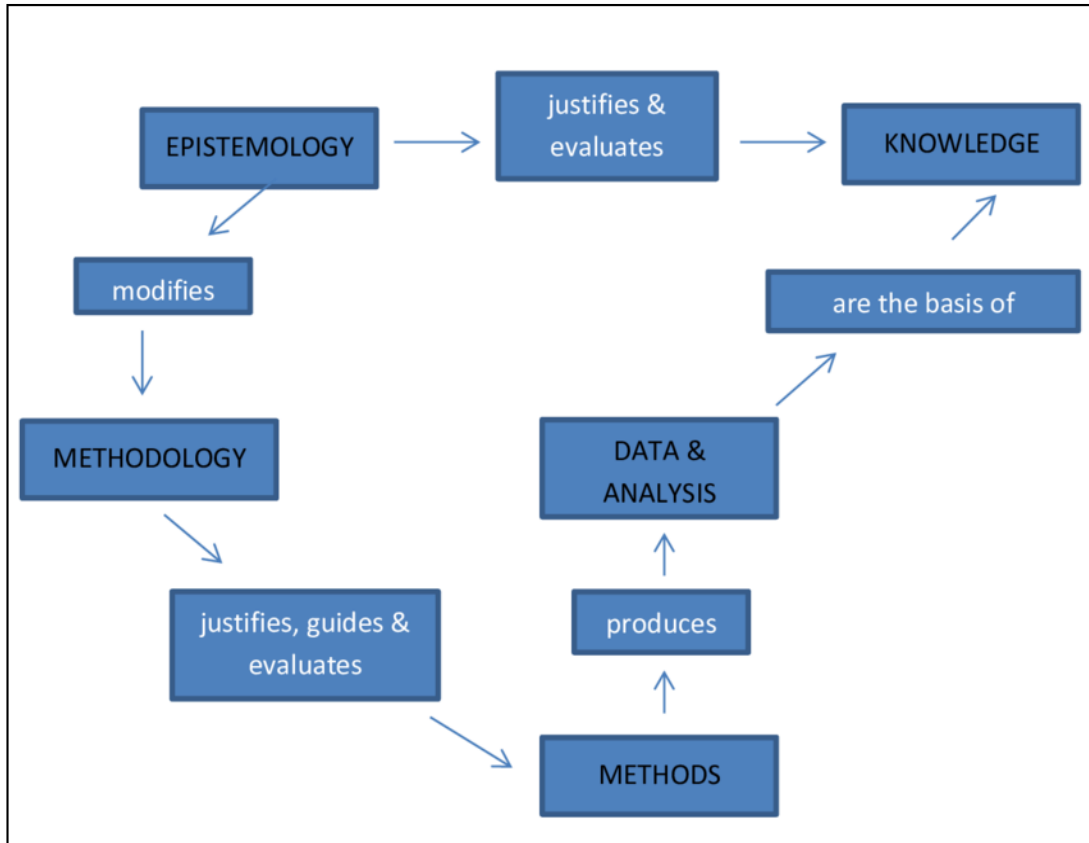 EPISTEMOLOGY
justifies &
evaluates
KNOWLEDGE
modifies
are the basis of
METHODOLOGY
DATA &
ANALYSIS
justifies, guides &
evaluates
produces
METHODS